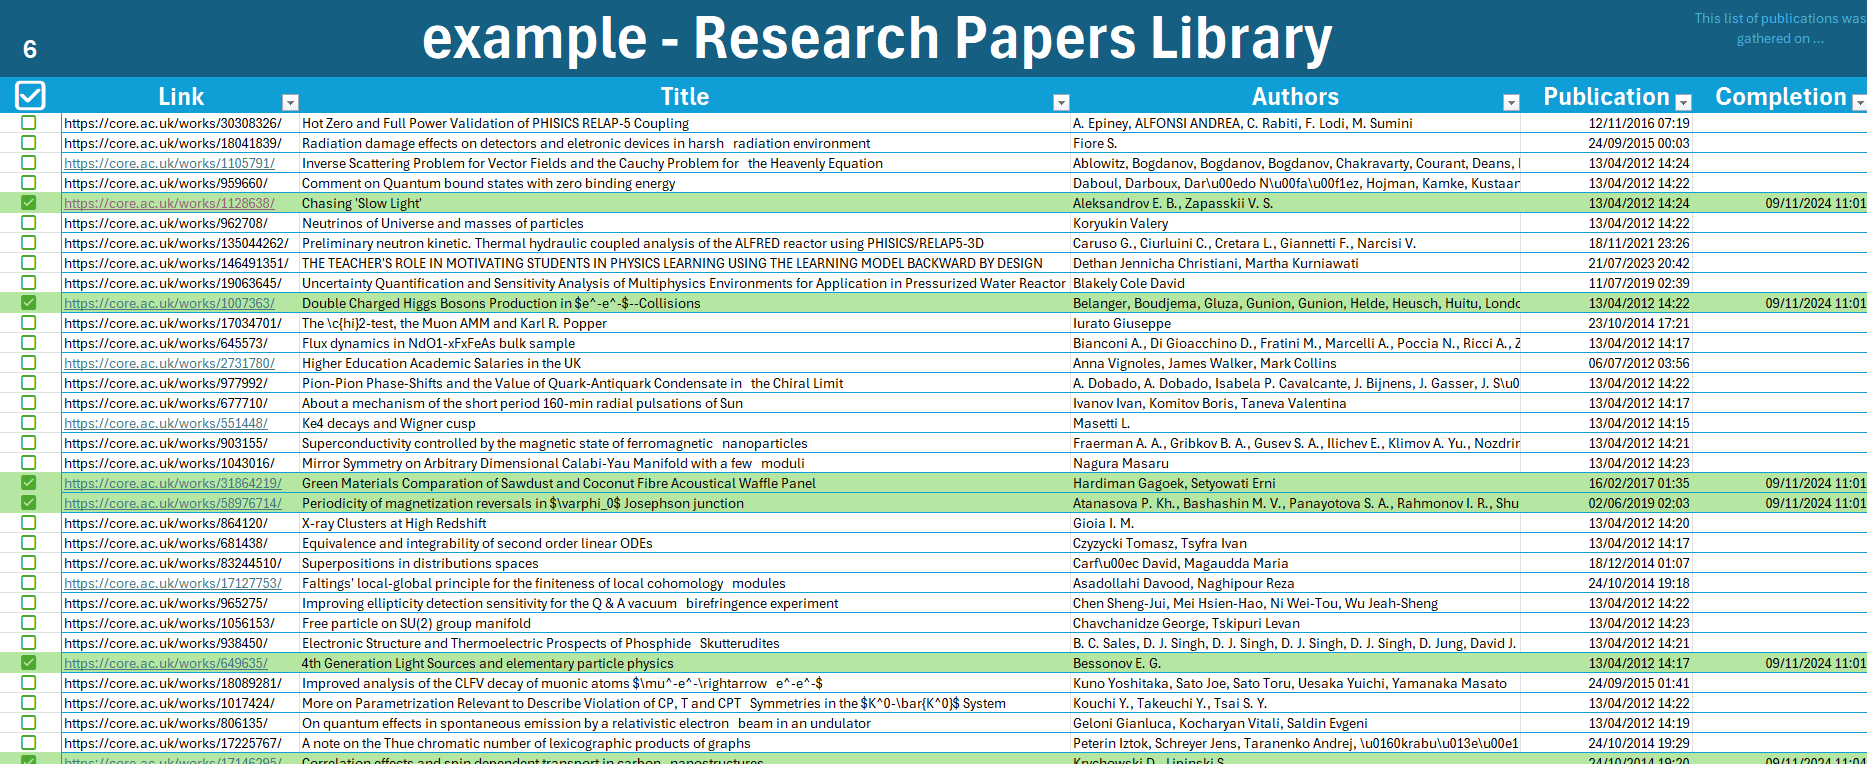 6 example - Research Papers Library This list of publications was
gathered on ...
Link Title Authors Publication Completion
https://core.ac.uk/works/30308326/ Hot Zero and Full Power Validation of PHISICS RELAP-5 Coupling A. Epiney, ALFONSI ANDREA, C. Rabiti, F. Lodi, M. Sumini 12/11/2016 07:19
https://core.ac.uk/works/18041839/ Radiation damage effects on detectors and eletronic devices in harsh radiation environment Fiore S. 24/09/2015 00:03
https://core.ac.uk/works/1105791/ Inverse Scattering Problem for Vector Fields and the Cauchy Problem for the Heavenly Equation Ablowitz, Bogdanov, Bogdanov, Bogdanov, Chakravarty, Courant, Deans, 13/04/2012 14:24
https://core.ac.uk/works/959660/ Comment on Quantum bound states with zero binding energy Daboul, Darboux, Dar\u00edo N\u00fa\u00f1ez, Hojman, Kamke, Kustaan 13/04/2012 14:22
https://core.ac.uk/works/1128638/ Chasing 'Slow Light' Aleksandrov E. B., Zapasskii V. S. 13/04/2012 14:24 09/11/2024 11:01
https://core.ac.uk/works/962708/ Neutrinos of Universe and masses of particles Koryukin Valery 13/04/2012 14:22
https://core.ac.uk/works/135044262/ Preliminary neutron kinetic. Thermal hydraulic coupled analysis of the ALFRED reactor using PHISICS/RELAP5-3D Caruso G., Ciurluini C., Cretara L., Giannetti F., Narcisi V. 18/11/2021 23:26
https://core.ac.uk/works/146491351/ THE TEACHER'S ROLE IN MOTIVATING STUDENTS IN PHYSICS LEARNING USING THE LEARNING MODEL BACKWARD BY DESIGN Dethan Jennicha Christiani, Martha Kurniawati 21/07/2023 20:42
https://core.ac.uk/works/19063645/ Uncertainty Quantification and Sensitivity Analysis of Multiphysics Environments for Application in Pressurized Water Reactor Blakely Cole David 11/07/2019 02:39
https://core.ac.uk/works/1007363/ Double Charged Higgs Bosons Production in $e^-e^-$--Collisions Belanger, Boudjema, Gluza, Gunion, Gunion, Helde, Heusch, Huitu, Londo 13/04/2012 14:22 09/11/2024 11:01
https://core.ac.uk/works/17034701/ The \c{hi}2-test, the Muon AMM and Karl R. Popper Iurato Giuseppe 23/10/2014 17:21
https://core.ac.uk/works/645573/ Flux dynamics in NdO1-xFxFeAs bulk sample Bianconi A., Di Gioacchino D., Fratini M., Marcelli A., Poccia N., Ricci A., Z 13/04/2012 14:17
https://core.ac.uk/works/2731780/ Higher Education Academic Salaries in the UK Anna Vignoles, James Walker, Mark Collins 06/07/2012 03:56
https://core.ac.uk/works/977992/ Pion-Pion Phase-Shifts and the Value of Quark-Antiquark Condensate in the Chiral Limit A. Dobado, A. Dobado, Isabela P. Cavalcante, J. Bijnens, J. Gasser, J. S\u0 13/04/2012 14:22
https://core.ac.uk/works/677710/ About a mechanism of the short period 160-min radial pulsations of Sun Ivanov Ivan, Komitov Boris, Taneva Valentina 13/04/2012 14:17
https://core.ac.uk/works/551448/ Ke4 decays and Wigner cusp Masetti L. 13/04/2012 14:15
https://core.ac.uk/works/903155/ Superconductivity controlled by the magnetic state of ferromagnetic nanoparticles Fraerman A. A., Gribkov B. A., Gusev S. A., Ilichev E., Klimov A. Yu., Nozdrin 13/04/2012 14:21
https://core.ac.uk/works/1043016/ Mirror Symmetry on Arbitrary Dimensional Calabi-Yau Manifold with a few moduli Nagura Masaru 13/04/2012 14:23
https://core.ac.uk/works/31864219/ Green Materials Comparation of Sawdust and Coconut Fibre Acoustical Waffle Panel Hardiman Gagoek, Setyowati Erni 16/02/2017 01:35 09/11/2024 11:01
https://core.ac.uk/works/58976714/ Periodicity of magnetization reversals in $\varphi_0$ Josephson junction Atanasova P. Kh., Bashashin M. V., Panayotova S. A., Rahmonov I. R., Shu 02/06/2019 02:03 09/11/2024 11:01
https://core.ac.uk/works/864120/ X-ray Clusters at High Redshift Gioia I. M. 13/04/2012 14:20
https://core.ac.uk/works/681438/ Equivalence and integrability of second order linear ODEs Czyzycki Tomasz, Tsyfra Ivan 13/04/2012 14:17
https://core.ac.uk/works/83244510/ Superpositions in distributions spaces Carf\u00ec David, Magaudda Maria 18/12/2014 01:07
https://core.ac.uk/works/17127753/ Faltings' local-global principle for the finiteness of local cohomology modules Asadollahi Davood, Naghipour Reza 24/10/2014 19:18
https://core.ac.uk/works/965275/ Improving ellipticity detection sensitivity for the Q & A vacuum birefringence experiment Chen Sheng-Jui, Mei Hsien-Hao, Ni Wei-Tou, Wu Jeah-Sheng 13/04/2012 14:22
https://core.ac.uk/works/1056153/ Free particle on SU(2) group manifold Chavchanidze George, Tskipuri Levan 13/04/2012 14:23
https://core.ac.uk/works/938450/ Electronic Structure and Thermoelectric Prospects of Phosphide Skutterudites B. C. Sales, D. J. Singh, D. J. Singh, D. J. Singh, D. J. Singh, D. Jung, David J. 13/04/2012 14:21
https://core.ac.uk/works/649635/ 4th Generation Light Sources and elementary particle physics Bessonov E. G. 13/04/2012 14:17 09/11/2024 11:01
https://core.ac.uk/works/18089281/ Improved analysis of the CLFV decay of muonic atoms $\mu^-e^-\rightarrow e^-e^-$ Kuno Yoshitaka, Sato Joe, Sato Toru, Uesaka Yuichi, Yamanaka Masato 24/09/2015 01:41
https://core.ac.uk/works/1017424/ More on Parametrization Relevant to Describe Violation of CP, T and CPT Symmetries in the $K^0-\bar{K^0}$ System Kouchi Y., Takeuchi Y., Tsai S. Y. 13/04/2012 14:22
https://core.ac.uk/works/806135/ On quantum effects in spontaneous emission by a relativistic electron beam in an undulator Geloni Gianluca, Kocharyan Vitali, Saldin Evgeni 13/04/2012 14:19
https://core.ac.uk/works/17225767/ A note on the Thue chromatic number of lexicographic products of graphs Peterin Iztok, Schreyer Jens, Taranenko Andrej, \u0160krabu\u013e\u00e1 24/10/2014 19:29
https://core.ac.uk/works/17146295/ Correlation effects and spin dependent transport in carbon nanostructures Krychowski D., Lipinski S. 24/10/2014 19:20 09/11/2024 11:04